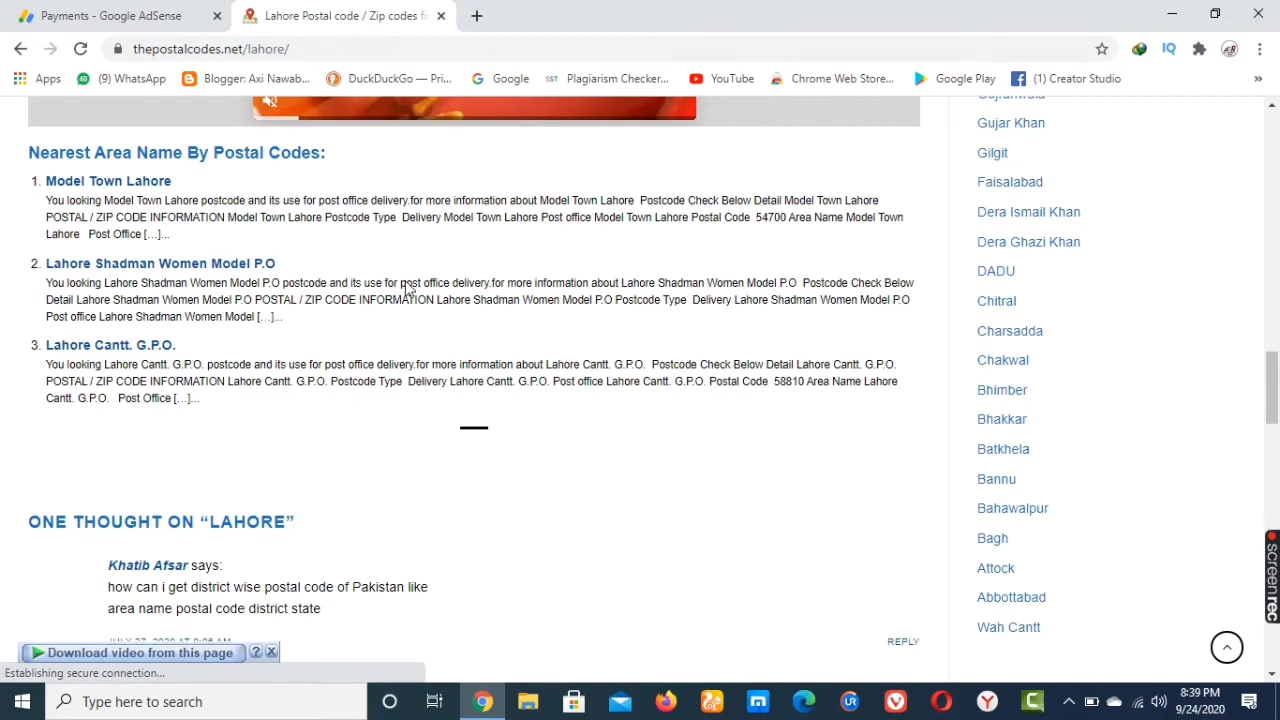 Payments - Google AdSense
Lahore Postal code / Zip codes fo
thepostalcodes.net/lahore/
Apps
(9) WhatsApp
Blogger: Axi Nawab...
DuckDuckGo — Pri...
Google
SST Plagiarism Checker...
YouTube
Chrome Web Store...
Google Play
(1) Creator Studio
»
Nearest Area Name By Postal Codes:
1. Model Town Lahore
You looking Model Town Lahore postcode and its use for post office delivery.for more information about Model Town Lahore Postcode Check Below Detail Model Town Lahore
POSTAL / ZIP CODE INFORMATION Model Town Lahore Postcode Type Delivery Model Town Lahore Post office Model Town Lahore Postal Code 54700 Area Name Model Town
Lahore Post Office [...]...
2. Lahore Shadman Women Model P.O
You looking Lahore Shadman Women Model P.O postcode and its use for post office delivery.for more information about Lahore Shadman Women Model P.O Postcode Check Below
Detail Lahore Shadman Women Model P.O POSTAL / ZIP CODE INFORMATION Lahore Shadman Women Model P.O Postcode Type Delivery Lahore Shadman Women Model P.O
Post office Lahore Shadman Women Model [...]...
3. Lahore Cantt. G.P.O.
You looking Lahore Cantt. G.P.O. postcode and its use for post office delivery.for more information about Lahore Cantt. G.P.O. Postcode Check Below Detail Lahore Cantt. G.P.O.
POSTAL / ZIP CODE INFORMATION Lahore Cantt. G.P.O. Postcode Type Delivery Lahore Cantt. G.P.O. Post office Lahore Cantt. G.P.O. Postal Code 58810 Area Name Lahore
Cantt. G.P.O. Post Office [...]...
ONE THOUGHT ON “LAHORE”
Khatib Afsar says:
how can i get district wise postal code of Pakistan like
area name postal code district state
REPLY
Gujranwala
Gujar Khan
Gilgit
Faisalabad
Dera Ismail Khan
Dera Ghazi Khan
DADU
Chitral
Charsadda
Chakwal
Bhimber
Bhakkar
Batkhela
Bannu
Bahawalpur
Bagh
Attock
Abbottabad
Wah Cantt
screenrec
Download video from this page
Establishing secure connection...
Type here to search
8:39 PM
9/24/2020